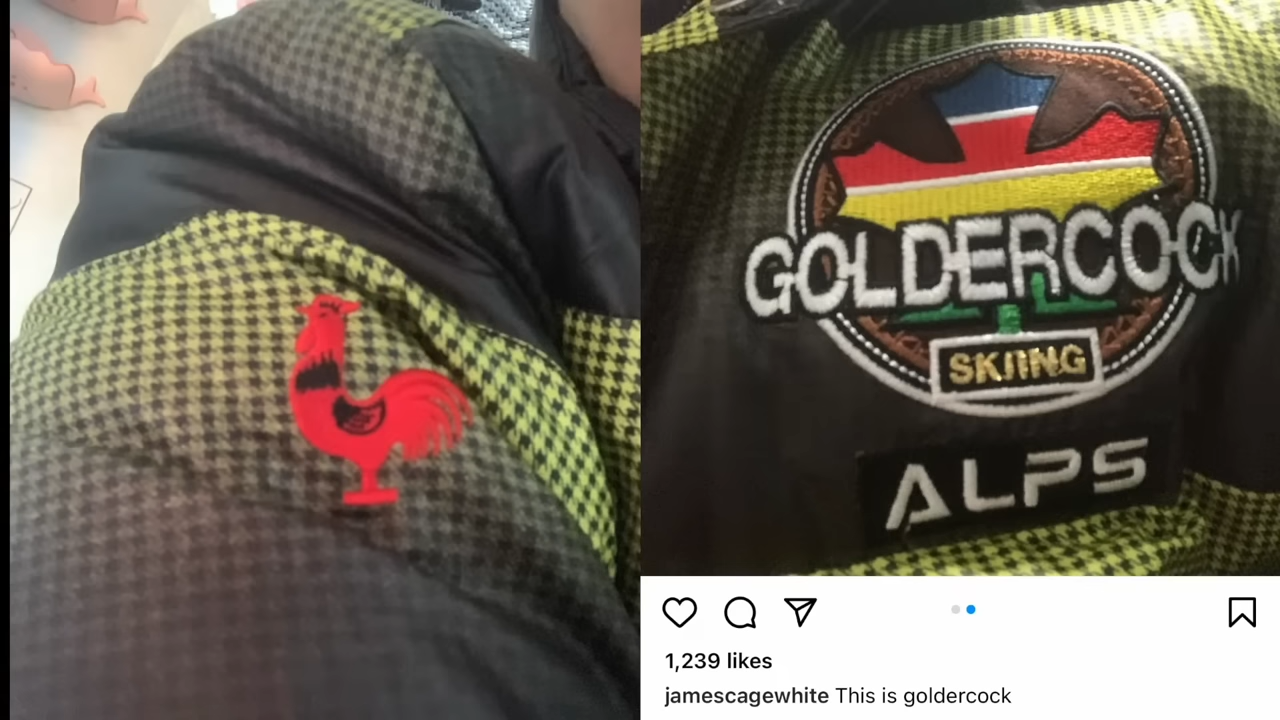 GOLDERCOCK
SKIING
ALPS
1,239 likes
jamescagewhite This is goldercock